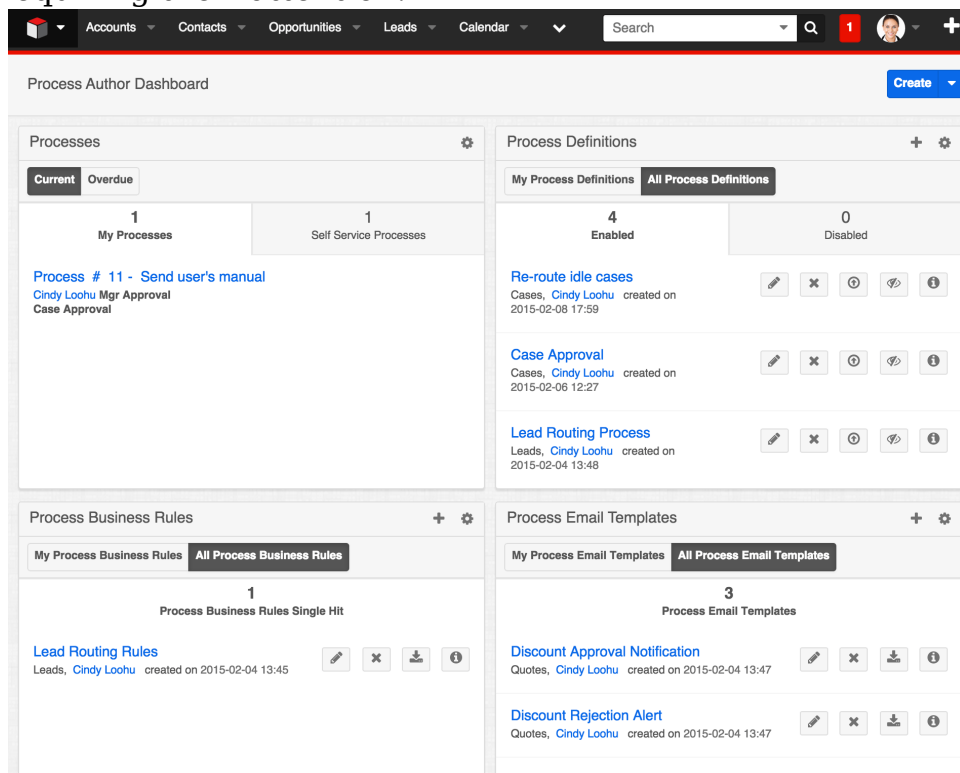 Accounts Contacts Opportunities Leads Calendar Search 1
Process Author Dashboard
Create
Processes
Current Overdue
1
My Processes
1
Self Service Processes
Process # 11 - Send user's manual
Cindy Loohu Mgr Approval
Case Approval
Process Definitions
My Process Definitions All Process Definitions
4
Enabled
0
Disabled
Re-route idle cases
Cases, Cindy Loohu created on
2015-02-08 17:59
Case Approval
Cases, Cindy Loohu created on
2015-02-06 12:27
Lead Routing Process
Leads, Cindy Loohu created on
2015-02-04 13:48
Process Business Rules
My Process Business Rules All Process Business Rules
1
Process Business Rules Single Hit
Lead Routing Rules
Leads, Cindy Loohu created on 2015-02-04 13:45
Process Email Templates
My Process Email Templates All Process Email Templates
3
Process Email Templates
Discount Approval Notification
Quotes, Cindy Loohu created on 2015-02-04 13:47
Discount Rejection Alert
Quotes, Cindy Loohu created on 2015-02-04 13:47